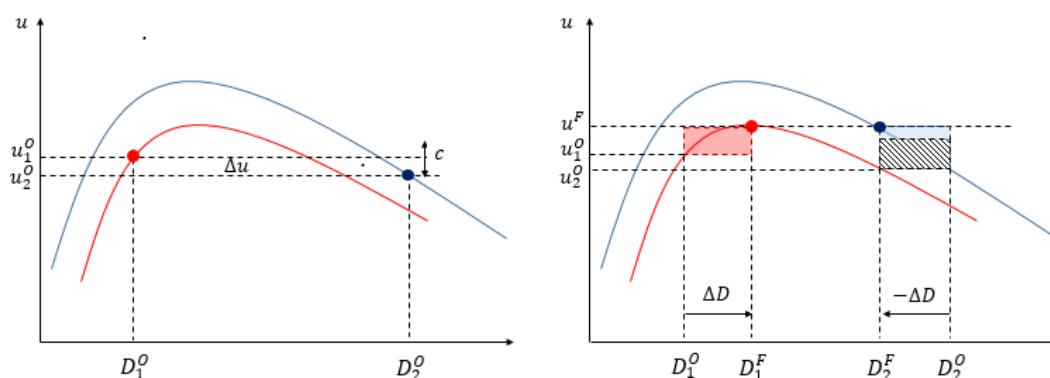 u
u₁ᴼ
u₂ᴼ
Δu
c
D₁ᴼ
D₂ᴼ
u
uᶠ
u₁ᴼ
u₂ᴼ
ΔD
−ΔD
D₁ᴼ
D₁ᶠ
D₂ᶠ
D₂ᴼ